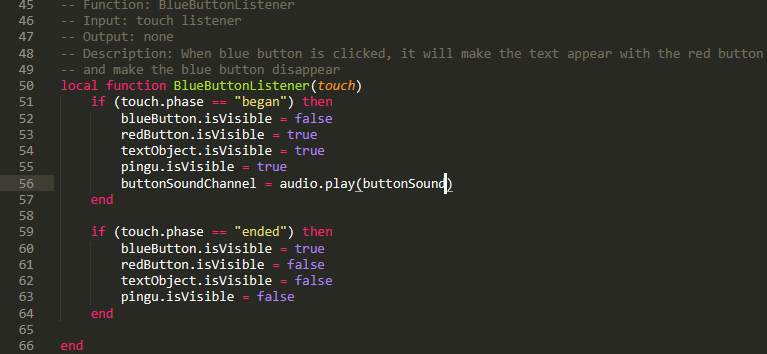 45 -- Function: BlueButtonListener
46 -- Input: touch listener
47 -- Output: none
48 -- Description: When blue button is clicked, it will make the text appear with the red button
49 -- and make the blue button disappear
50 local function BlueButtonListener(touch)
51 if (touch.phase == "began") then
52 blueButton.isVisible = false
53 redButton.isVisible = true
54 textObject.isVisible = true
55 pingu.isVisible = true
56 buttonSoundChannel = audio.play(buttonSound)
57 end
58
59 if (touch.phase == "ended") then
60 blueButton.isVisible = true
61 redButton.isVisible = false
62 textObject.isVisible = false
63 pingu.isVisible = false
64 end
65
66 end